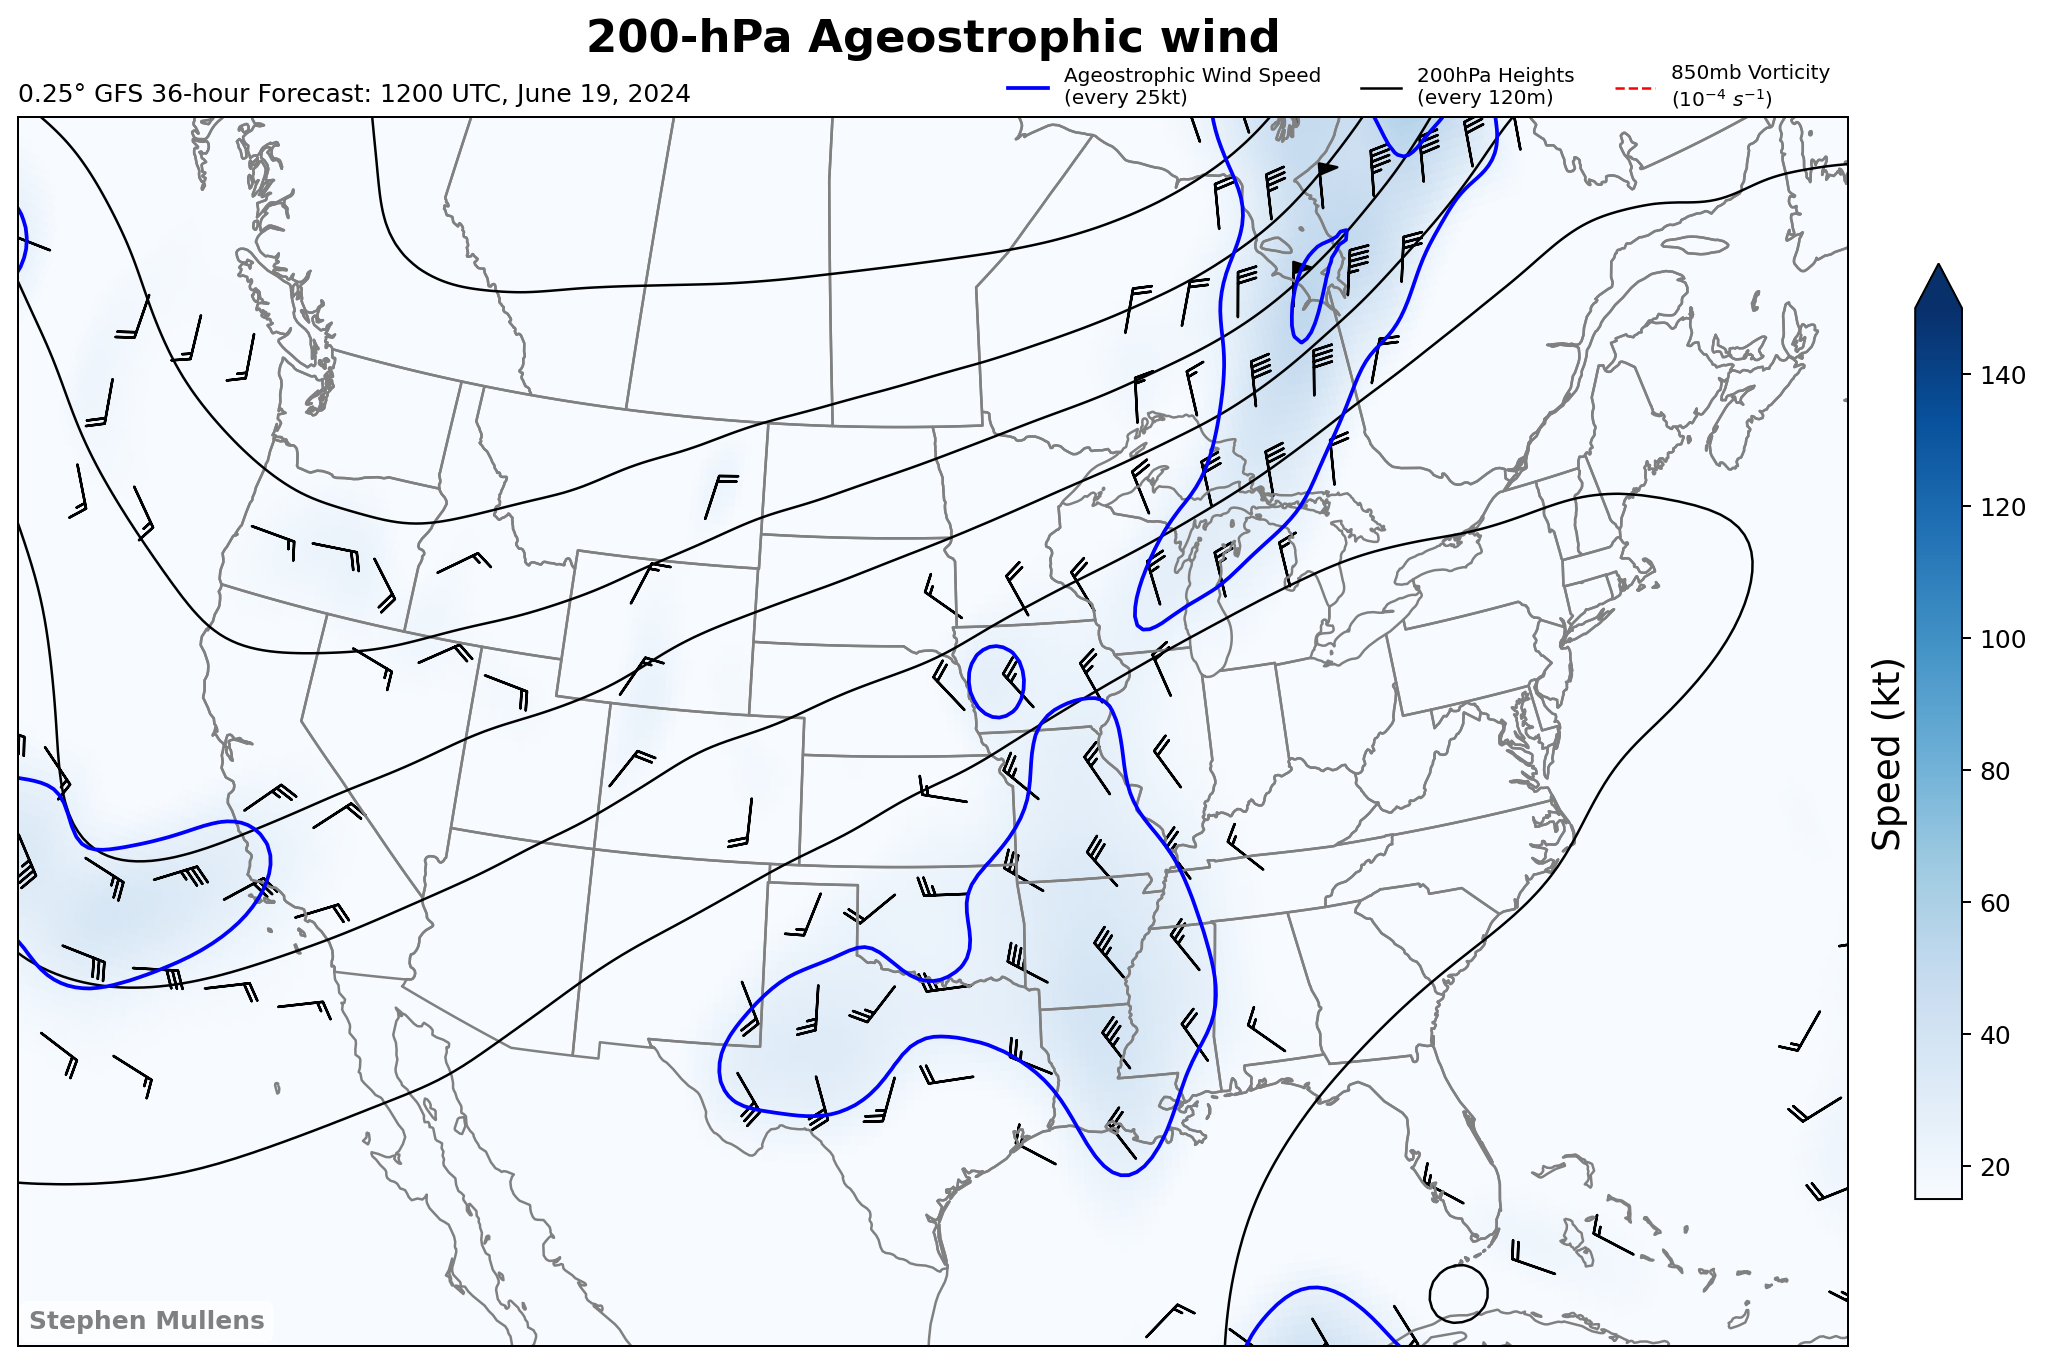 200-hPa Ageostrophic wind
0.25° GFS 36-hour Forecast: 1200 UTC, June 19, 2024
Ageostrophic Wind Speed
(every 25kt)
200hPa Heights
(every 120m)
850mb Vorticity
(10⁻⁴ s⁻¹)
140
120
100
80
60
40
20
Speed (kt)
Stephen Mullens